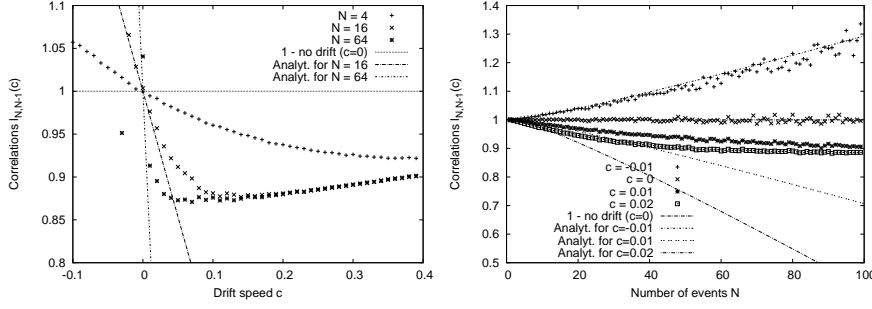 1.1
1.05
1
0.95
0.9
0.85
0.8
-0.1
0
0.1
0.2
0.3
0.4
Correlations l_{N,N-1}(c)
Drift speed c
N = 4
N = 16
N = 64
1 - no drift (c=0)
Analyt. for N = 16
Analyt. for N = 64
1.4
1.3
1.2
1.1
1
0.9
0.8
0.7
0.6
0.5
0
20
40
60
80
100
Correlations l_{N,N-1}(c)
Number of events N
c = -0.01
c = 0
c = 0.01
c = 0.02
1 - no drift (c=0)
Analyt. for c=-0.01
Analyt. for c=0.01
Analyt. for c=0.02